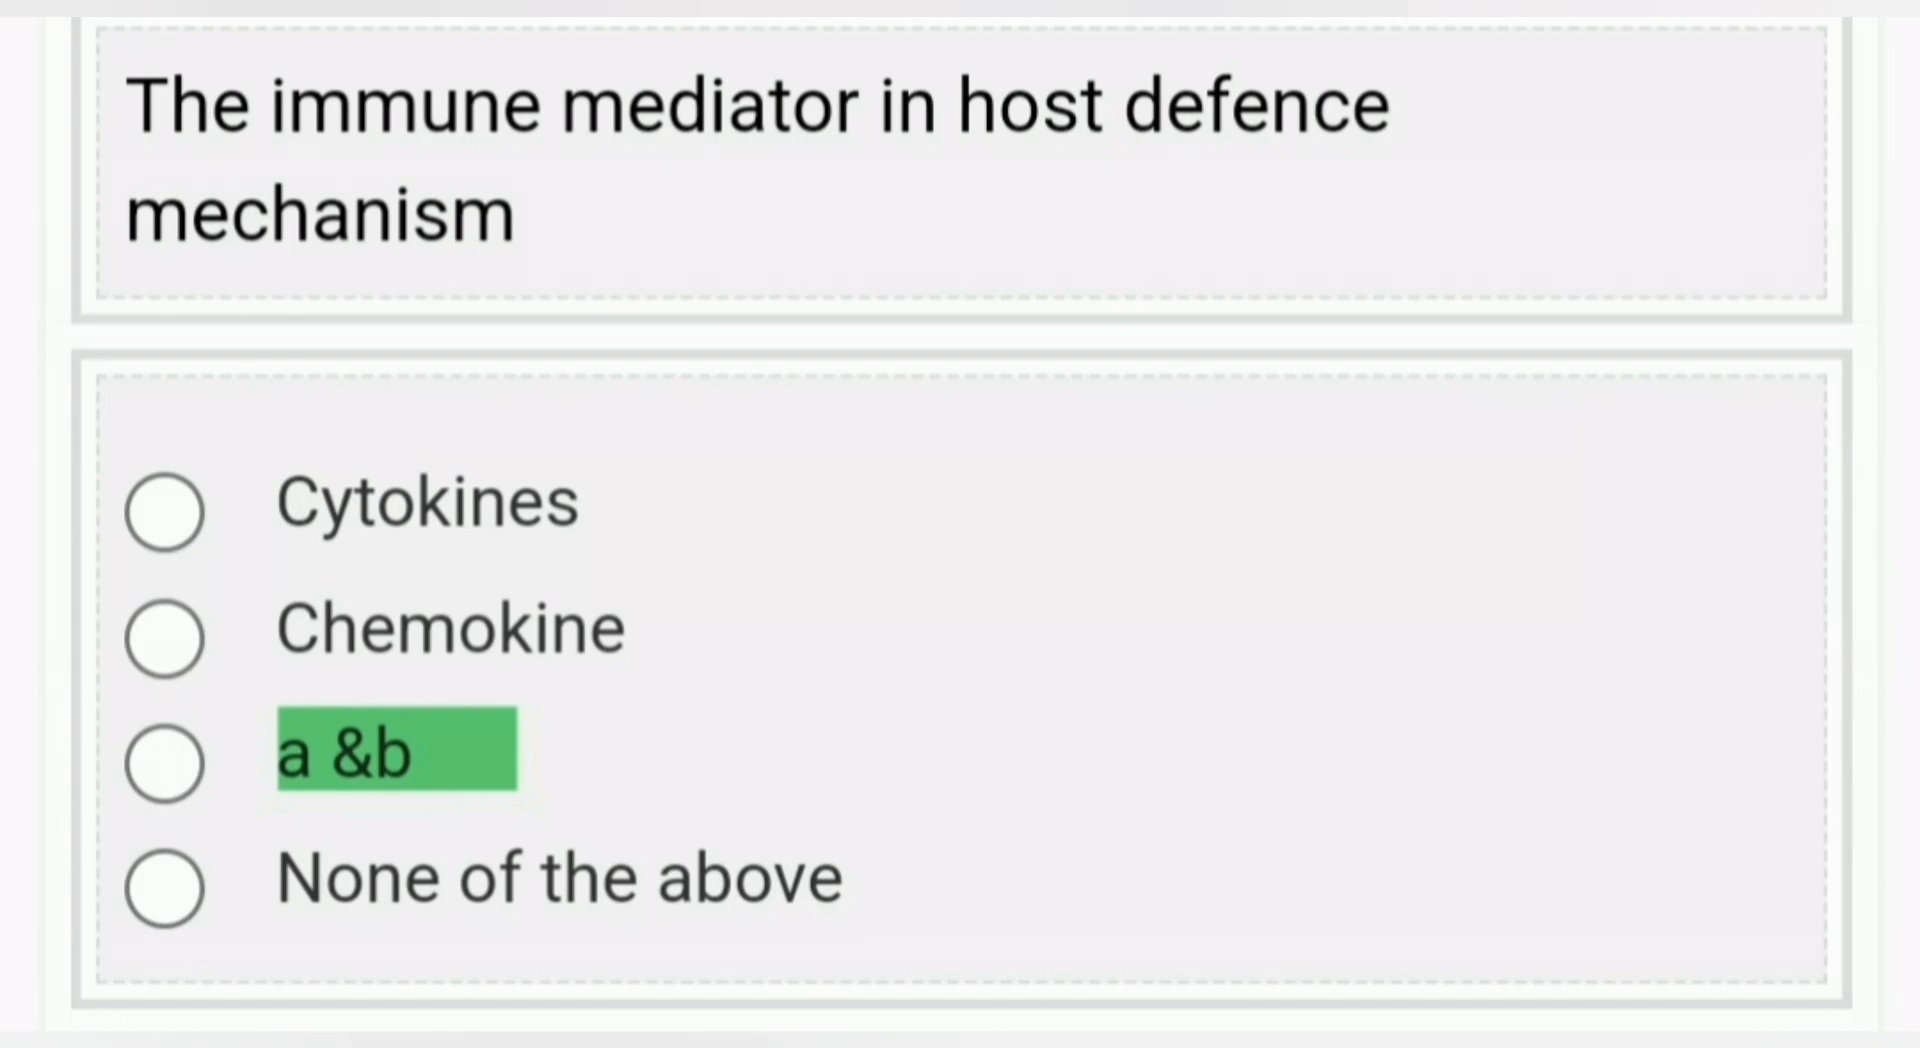 The immune mediator in host defence
mechanism
Cytokines
Chemokine
a &b
None of the above